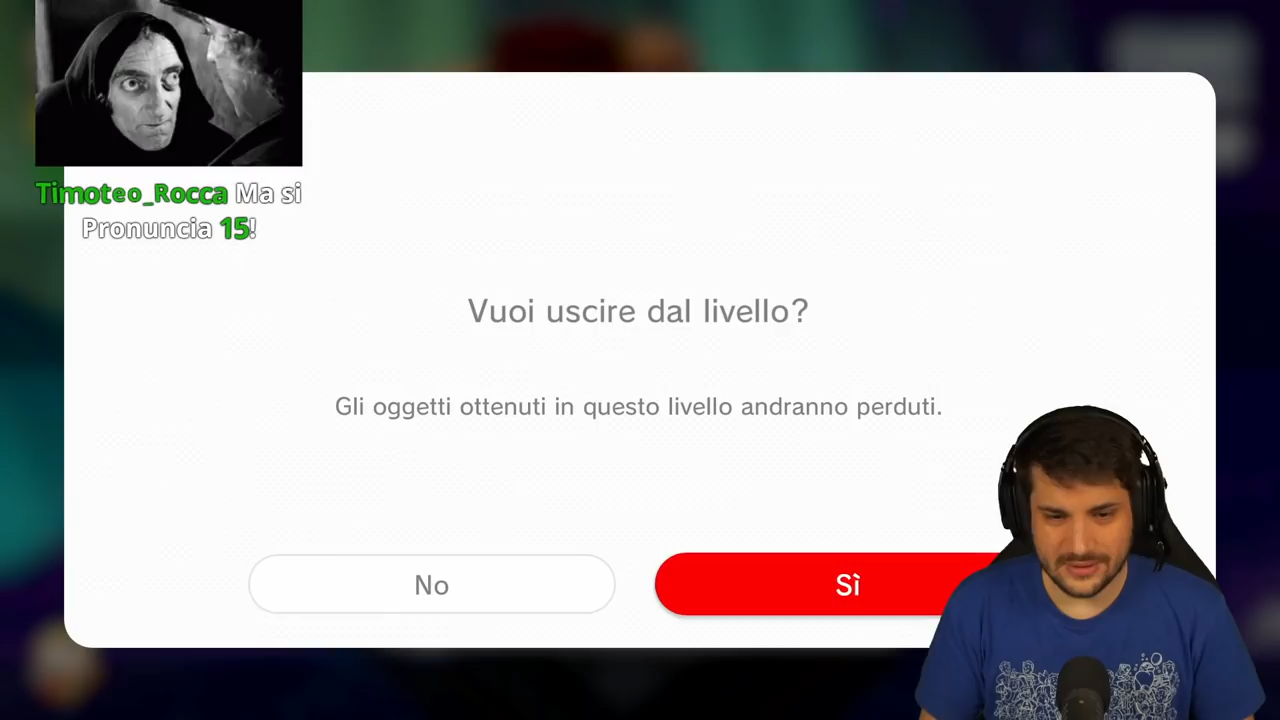 Timoteo_Rocca Ma si
Pronuncia 15!
Vuoi uscire dal livello?
Gli oggetti ottenuti in questo livello andranno perduti.
No
Sì